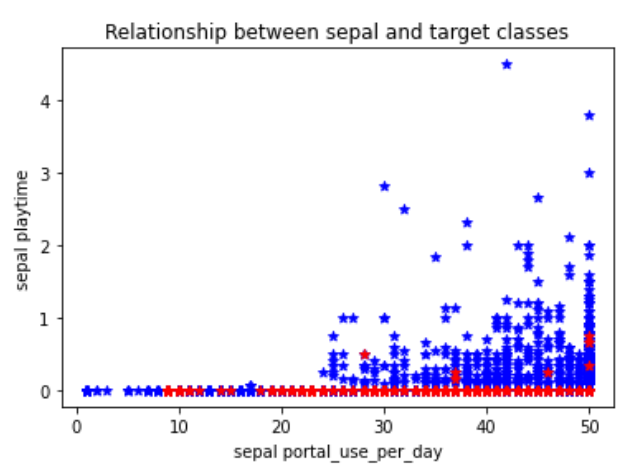 Relationship between sepal and target classes
sepal playtime
4
3
2
1
0
0 10 20 30 40 50
sepal portal_use_per_day